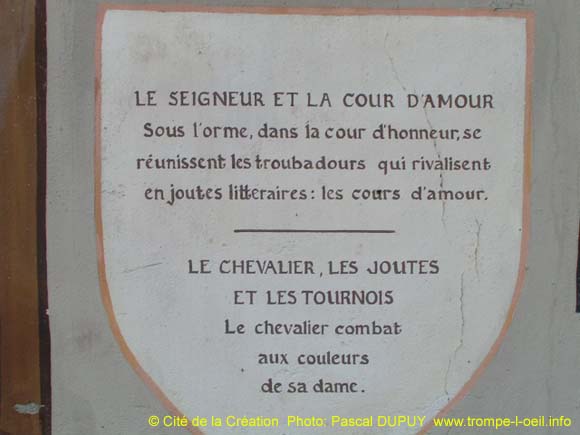 LE SEIGNEUR ET LA COUR D'AMOUR
Sous l'orme, dans la cour d'honneur, se
réunissent les troubadours qui rivalisent
en joutes litteraires : les cours d'amour.
LE CHEVALIER, LES JOUTES
ET LES TOURNOIS
Le chevalier combat
aux couleurs
de sa dame.
© Cité de la Création Photo: Pascal DUPUY www.trompe-l-oeil.info